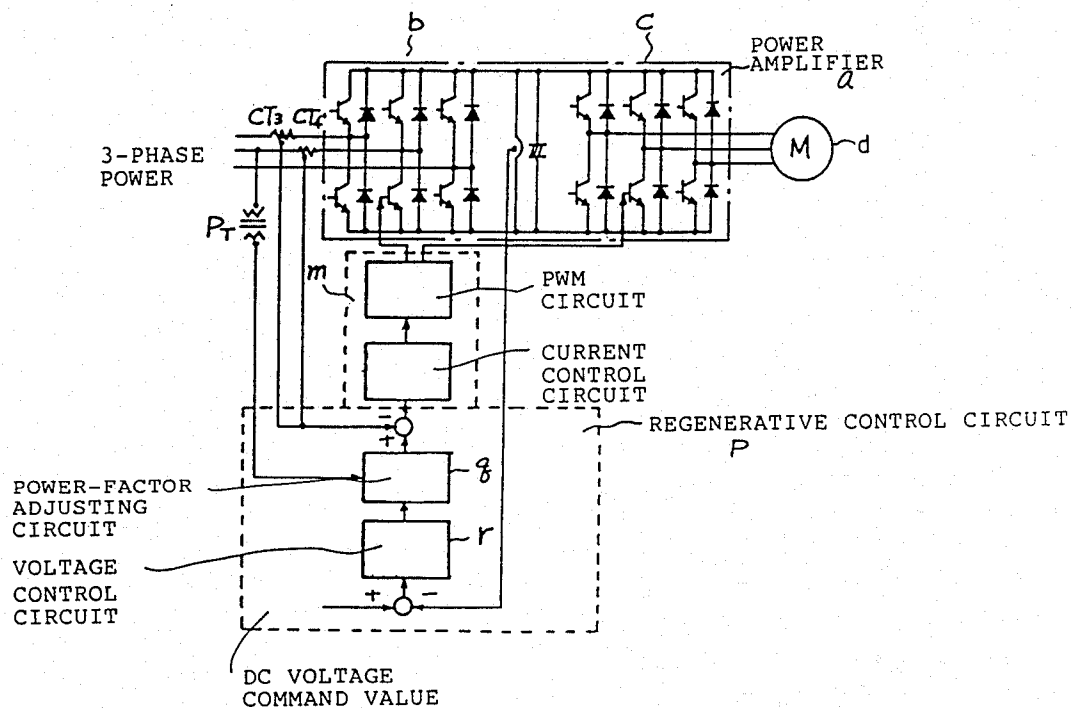 b
c
POWER
AMPLIFIER
a
CT3 CT4
3-PHASE
POWER
M
d
PT
m
PWM
CIRCUIT
CURRENT
CONTROL
CIRCUIT
-
+
REGENERATIVE CONTROL CIRCUIT
P
q
POWER-FACTOR
ADJUSTING
CIRCUIT
r
VOLTAGE
CONTROL
CIRCUIT
+ -
DC VOLTAGE
COMMAND VALUE